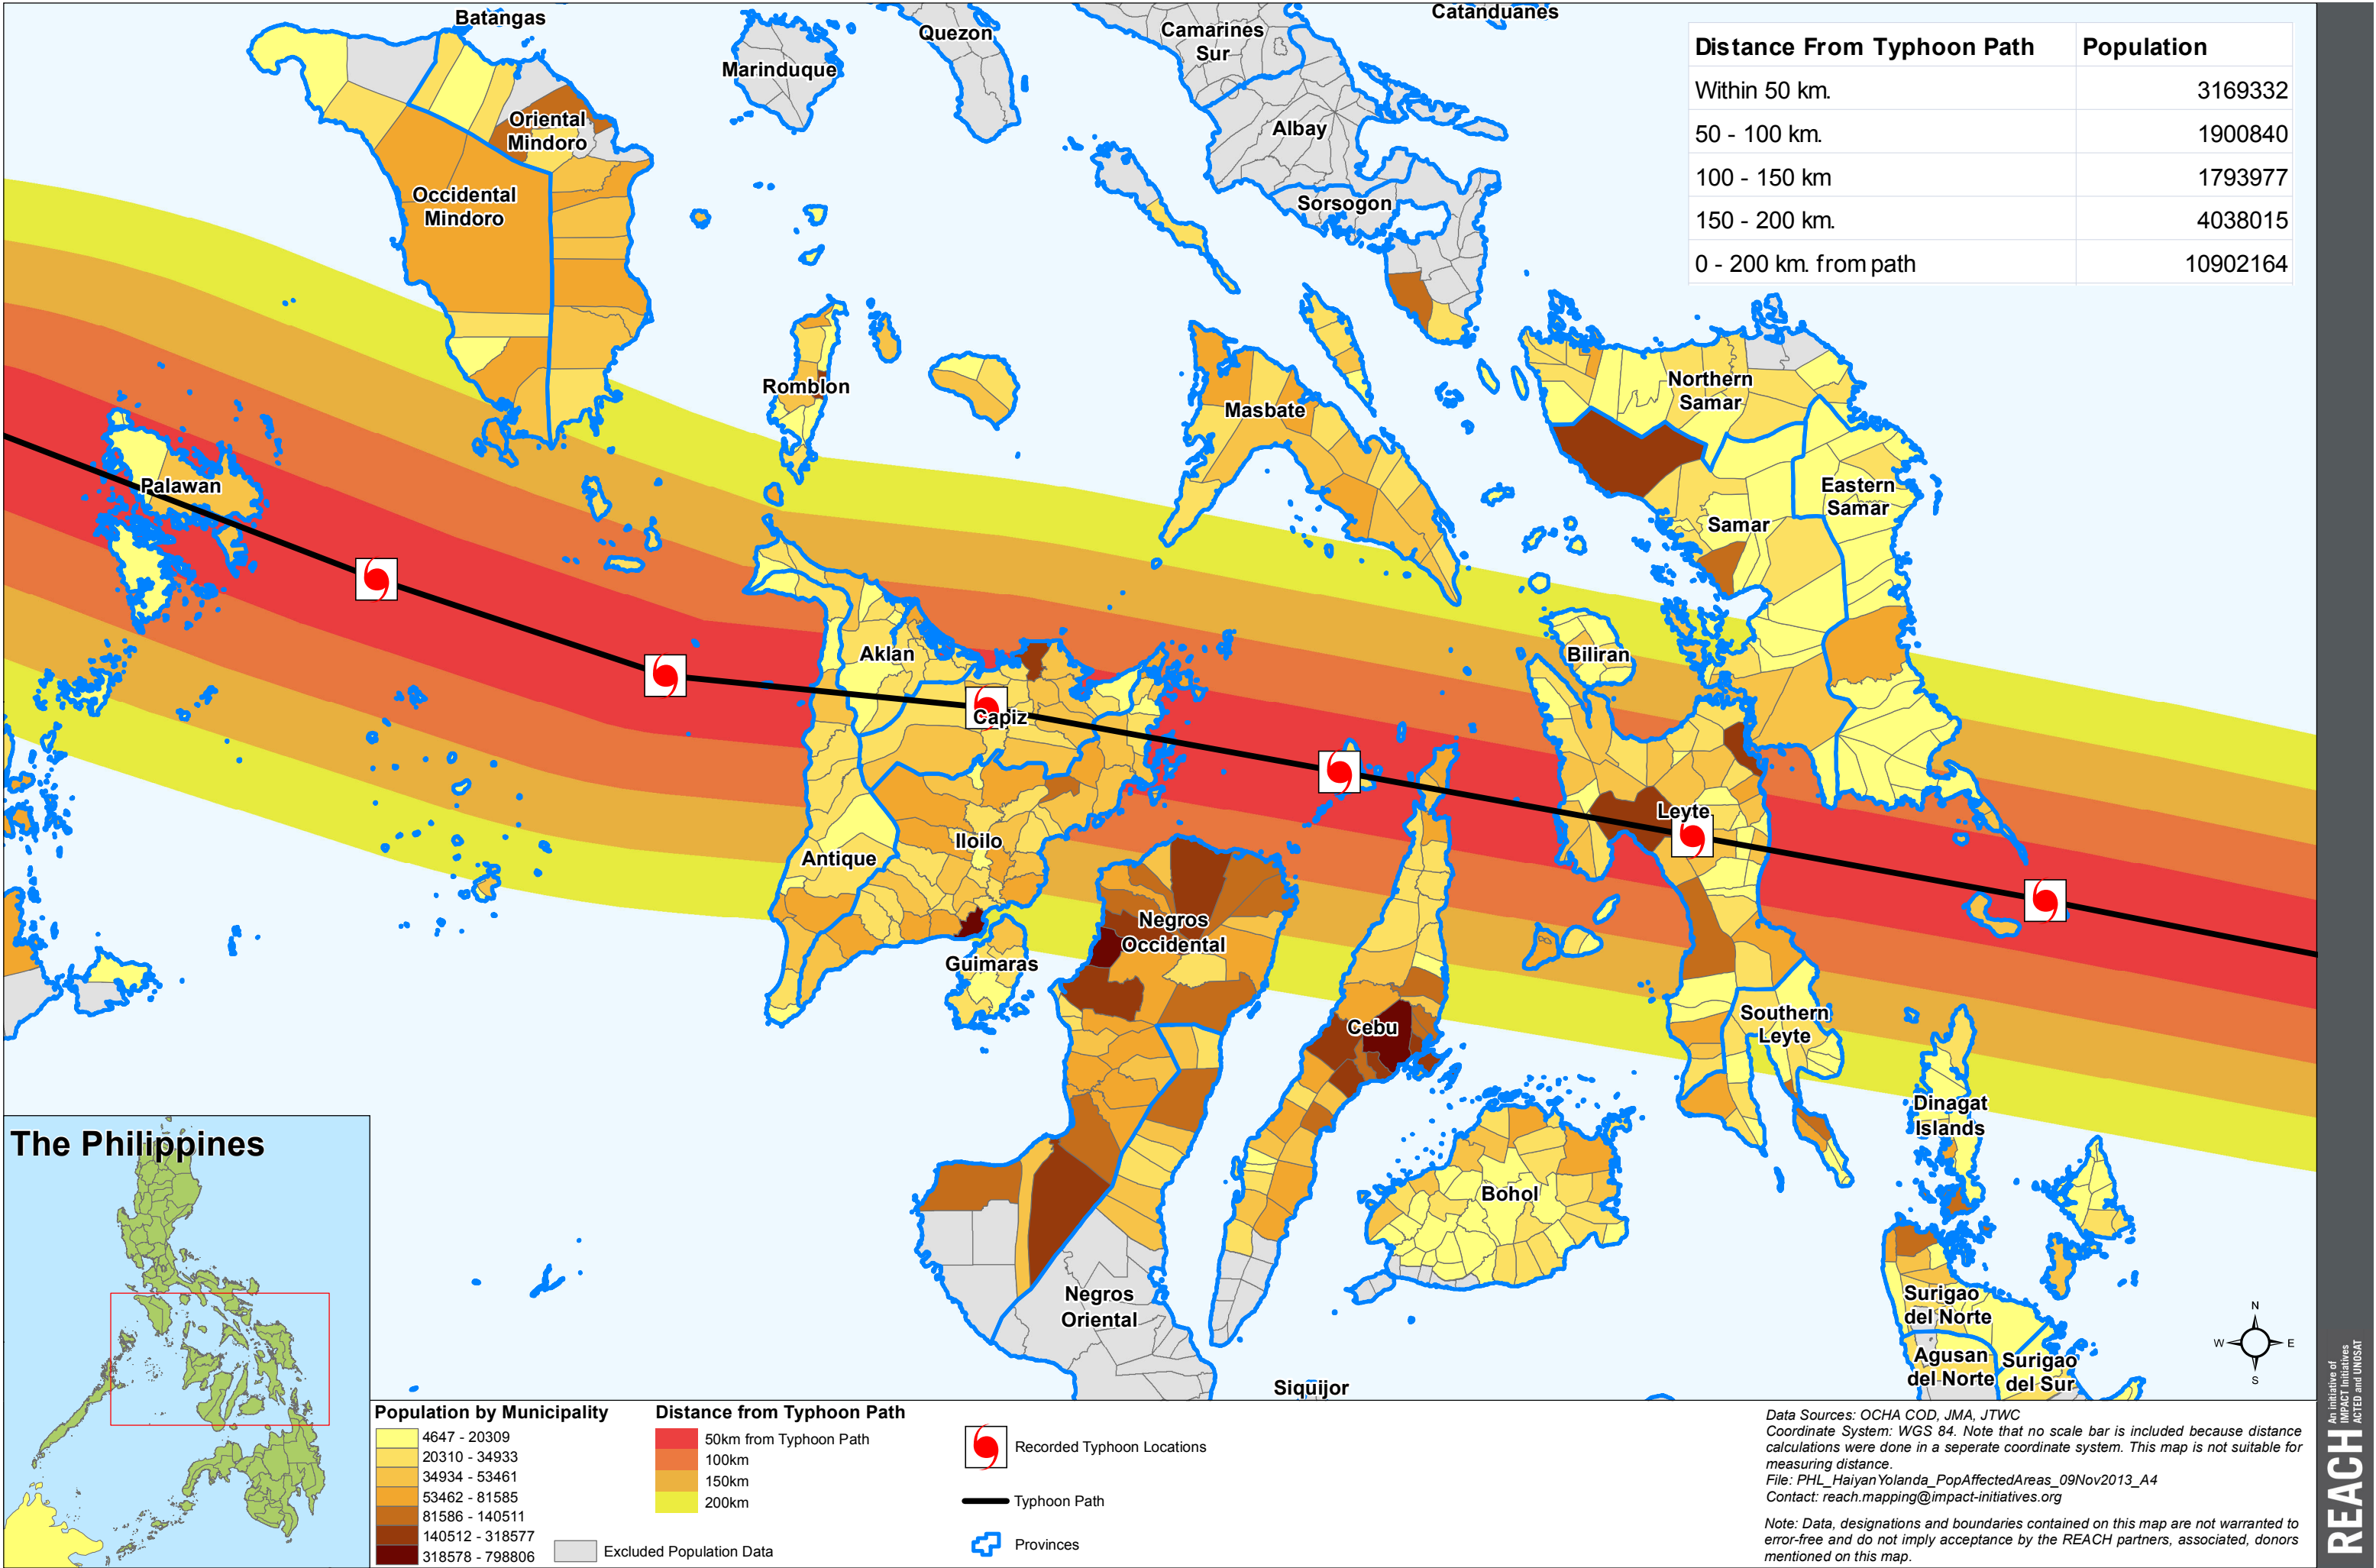 Batangas
Quezon
Marinduque
Camarines
Sur
Catanduanes
Albay
Sorsogon
Distance From Typhoon Path Population
Within 50 km. 3169332
50 - 100 km. 1900840
100 - 150 km 1793977
150 - 200 km. 4038015
0 - 200 km. from path 10902164
Oriental
Mindoro
Occidental
Mindoro
Romblon
Masbate
Northern
Samar
Eastern
Samar
Samar
Palawan
Aklan
Capiz
Biliran
Leyte
Antique
Iloilo
Guimaras
Negros
Occidental
Cebu
Southern
Leyte
Dinagat
Islands
Bohol
Negros
Oriental
Siquijor
Surigao
del Norte
Agusan
del Norte
Surigao
del Sur
N
W E
S
The Philippines
Population by Municipality
4647 - 20309
20310 - 34933
34934 - 53461
53462 - 81585
81586 - 140511
140512 - 318577
318578 - 798806
Excluded Population Data
Distance from Typhoon Path
50km from Typhoon Path
100km
150km
200km
Recorded Typhoon Locations
Typhoon Path
Provinces
Data Sources: OCHA COD, JMA, JTWC
Coordinate System: WGS 84. Note that no scale bar is included because distance
calculations were done in a seperate coordinate system. This map is not suitable for
measuring distance.
File: PHL_HaiyanYolanda_PopAffectedAreas_09Nov2013_A4
Contact: reach.mapping@impact-initiatives.org
Note: Data, designations and boundaries contained on this map are not warranted to
error-free and do not imply acceptance by the REACH partners, associated, donors
mentioned on this map.
REACH
An initiative of
IMPACT Initiatives
ACTED and UNOSAT